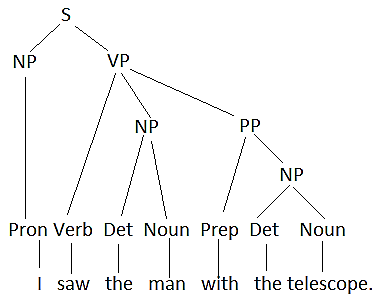 S
NP VP
NP PP
NP
Pron Verb Det Noun Prep Det Noun
I saw the man with the telescope.